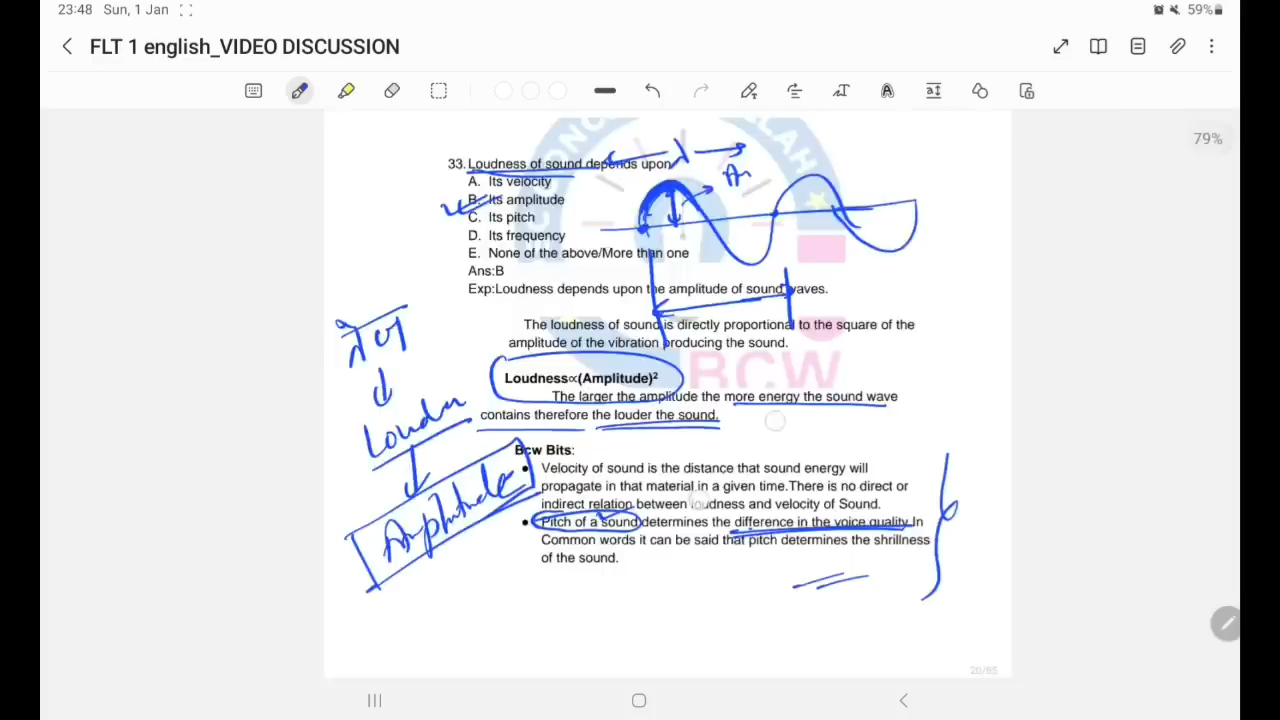 23:48 Sun, 1 Jan
59%
FLT 1 english_VIDEO DISCUSSION
79%
33. Loudness of sound depends upon
λ
A. Its velocity
B. Its amplitude
C. Its pitch
D. Its frequency
E. None of the above/More than one
Ans:B
Exp:Loudness depends upon the amplitude of sound waves.
The loudness of sound is directly proportional to the square of the
amplitude of the vibration producing the sound.
Loudness∝(Amplitude)²
The larger the amplitude the more energy the sound wave
contains therefore the louder the sound.
Louder
Amplitude
Bcw Bits:
• Velocity of sound is the distance that sound energy will
propagate in that material in a given time.There is no direct or
indirect relation between loudness and velocity of Sound.
• Pitch of a sound determines the difference in the voice quality.In
Common words it can be said that pitch determines the shrillness
of the sound.
BCW
20/85